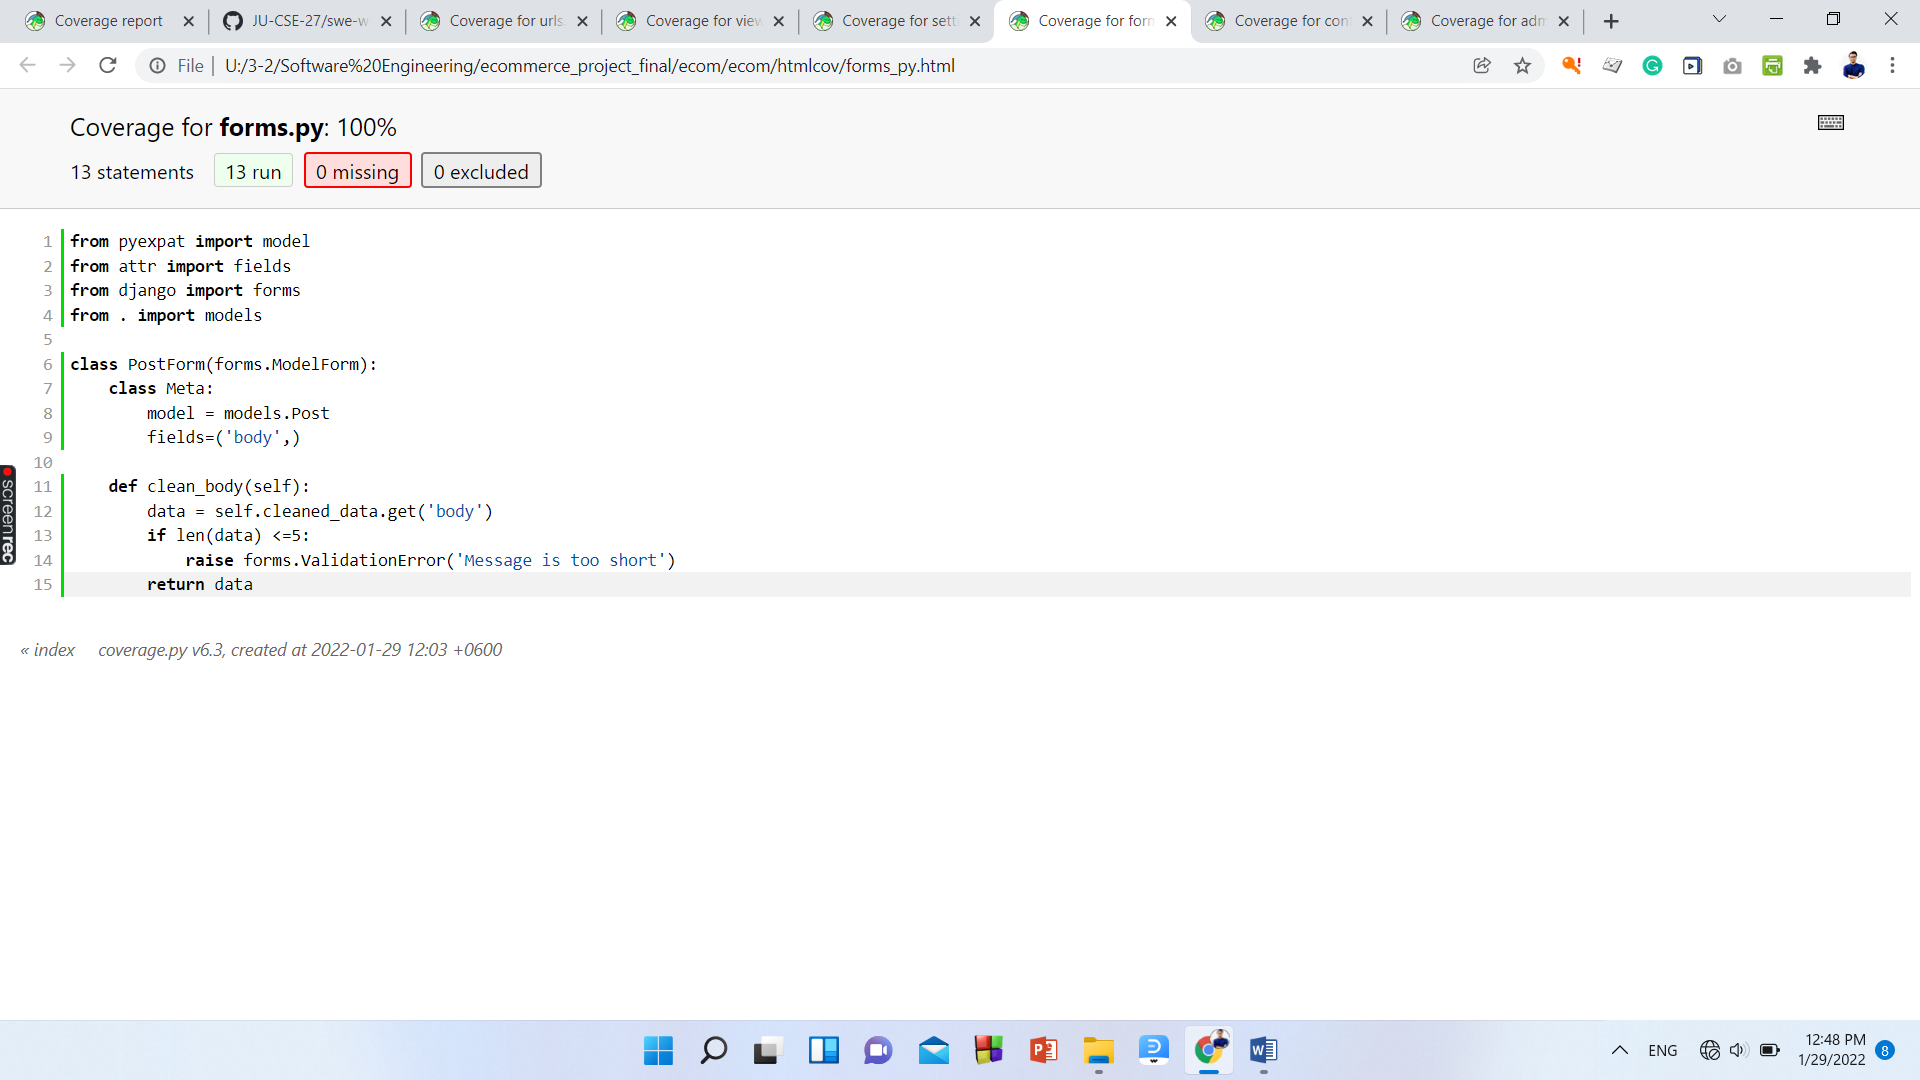 Coverage report
JU-CSE-27/swe-w
Coverage for urls.
Coverage for view
Coverage for sett
Coverage for forn
Coverage for con
Coverage for adm
File
U:/3-2/Software%20Engineering/ecommerce_project_final/ecom/ecom/htmlcov/forms_py.html
Coverage for forms.py: 100%
13 statements 13 run 0 missing 0 excluded
1 from pyexpat import model
2 from attr import fields
3 from django import forms
4 from . import models
5
6 class PostForm(forms.ModelForm):
7 class Meta:
8 model = models.Post
9 fields=('body',)
10
11 def clean_body(self):
12 data = self.cleaned_data.get('body')
13 if len(data) <=5:
14 raise forms.ValidationError('Message is too short')
15 return data
screenrec
« index coverage.py v6.3, created at 2022-01-29 12:03 +0600
ENG
12:48 PM
1/29/2022
8